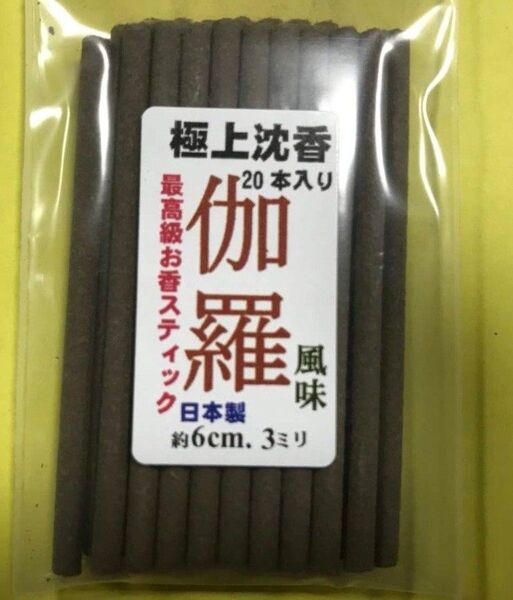 極上沈香
20本入り
伽羅
風味
最高級お香スティック
日本製
約6cm. 3ミリ